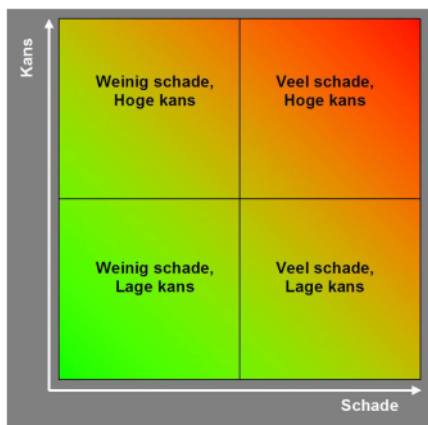 Kans
Weinig schade,
Hoge kans
Veel schade,
Hoge kans
Weinig schade,
Lage kans
Veel schade,
Lage kans
Schade